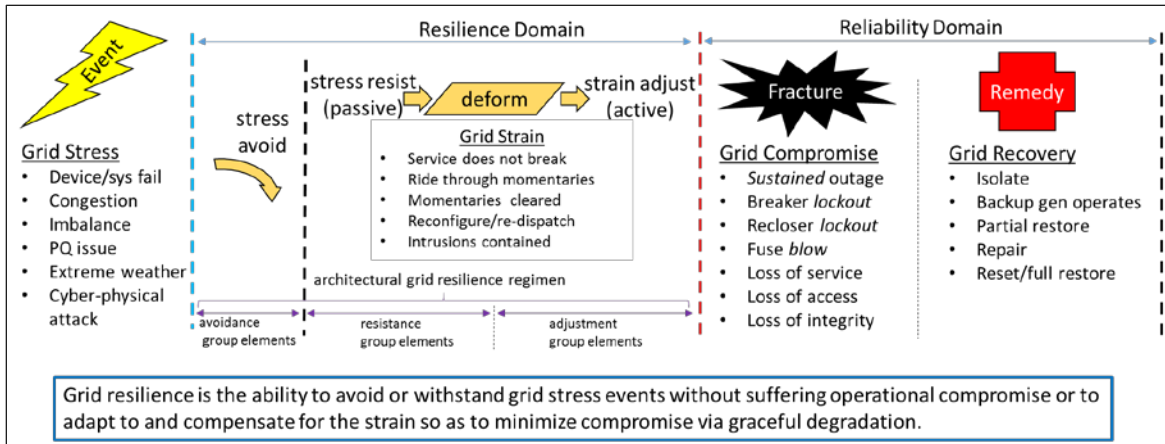 Resilience Domain
Reliability Domain
Event
Grid Stress
• Device/sys fail
• Congestion
• Imbalance
• PQ issue
• Extreme weather
• Cyber-physical
attack
stress
avoid
stress resist
(passive)
deform
strain adjust
(active)
Grid Strain
• Service does not break
• Ride through momentaries
• Momentaries cleared
• Reconfigure/re-dispatch
• Intrusions contained
architectural grid resilience regimen
avoidance
group elements
resistance
group elements
adjustment
group elements
Fracture
Grid Compromise
• Sustained outage
• Breaker lockout
• Recloser lockout
• Fuse blow
• Loss of service
• Loss of access
• Loss of integrity
Remedy
Grid Recovery
• Isolate
• Backup gen operates
• Partial restore
• Repair
• Reset/full restore
Grid resilience is the ability to avoid or withstand grid stress events without suffering operational compromise or to
adapt to and compensate for the strain so as to minimize compromise via graceful degradation.